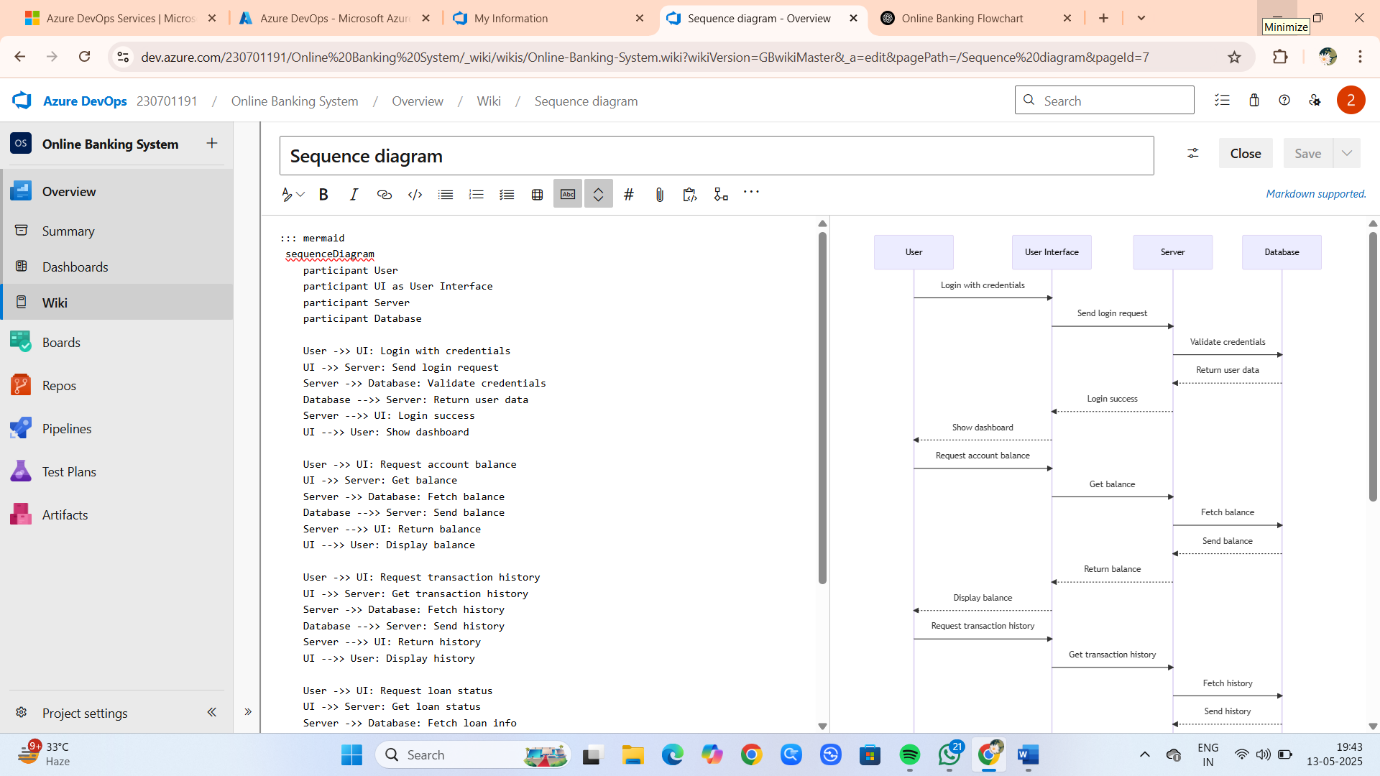 Azure DevOps Services | Micros
Azure DevOps - Microsoft Azur
My Information
Sequence diagram - Overview
Online Banking Flowchart
Minimize
dev.azure.com/230701191/Online%20Banking%20System/_wiki/wikis/Online-Banking-System.wiki?wikiVersion=GBwikiMaster&_a=edit&pagePath=/Sequence%20diagram&pageId=7
Azure DevOps 230701191 / Online Banking System / Overview / Wiki / Sequence diagram
Search
2
OS Online Banking System
Overview
Summary
Dashboards
Wiki
Boards
Repos
Pipelines
Test Plans
Artifacts
Project settings
Sequence diagram
Close
Save
B I </> # Abc
Markdown supported.
::: mermaid
sequenceDiagram
participant User
participant UI as User Interface
participant Server
participant Database
User ->> UI: Login with credentials
UI ->> Server: Send login request
Server ->> Database: Validate credentials
Database -->> Server: Return user data
Server -->> UI: Login success
UI -->> User: Show dashboard
User ->> UI: Request account balance
UI ->> Server: Get balance
Server ->> Database: Fetch balance
Database -->> Server: Send balance
Server -->> UI: Return balance
UI -->> User: Display balance
User ->> UI: Request transaction history
UI ->> Server: Get transaction history
Server ->> Database: Fetch history
Database -->> Server: Send history
Server -->> UI: Return history
UI -->> User: Display history
User ->> UI: Request loan status
UI ->> Server: Get loan status
Server ->> Database: Fetch loan info
User
User Interface
Server
Database
Login with credentials
Send login request
Validate credentials
Return user data
Login success
Show dashboard
Request account balance
Get balance
Fetch balance
Send balance
Return balance
Display balance
Request transaction history
Get transaction history
Fetch history
Send history
9+
33°C
Haze
Search
21
ENG
IN
19:43
13-05-2025